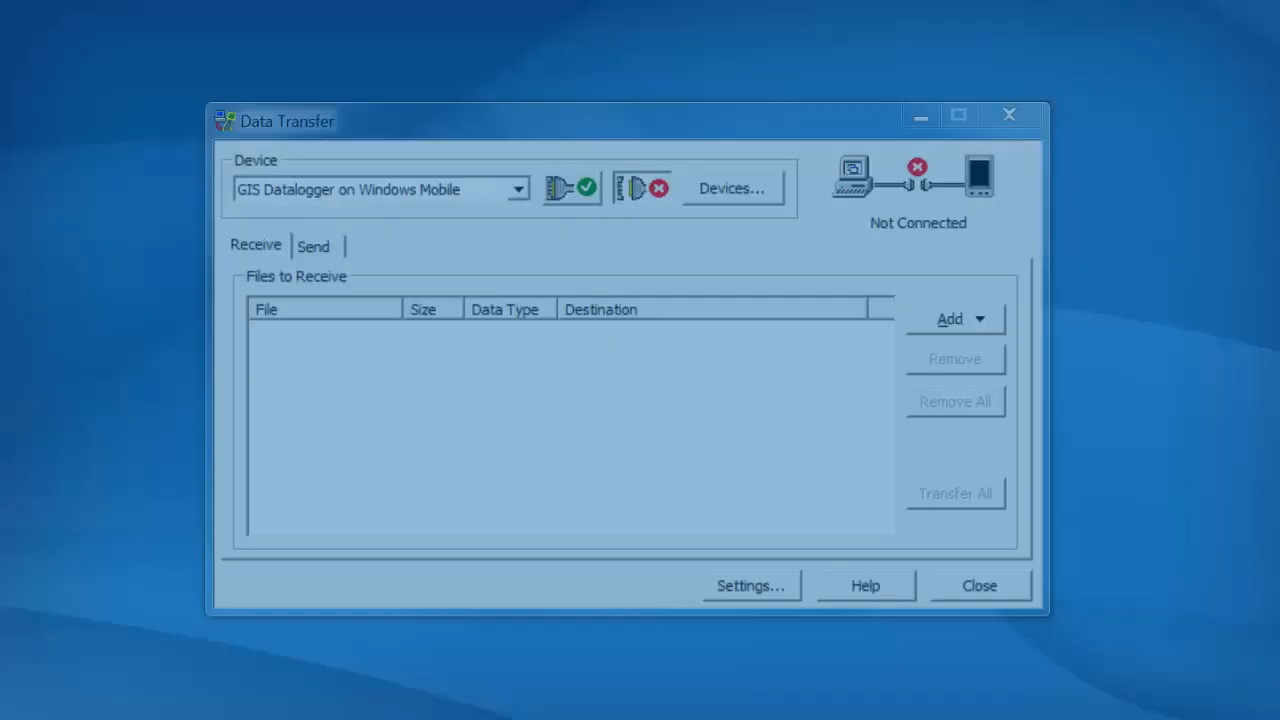 Data Transfer
Device
GIS Datalogger on Windows Mobile
Devices...
Not Connected
Receive
Send
Files to Receive
File
Size
Data Type
Destination
Add
Remove
Remove All
Transfer All
Settings...
Help
Close